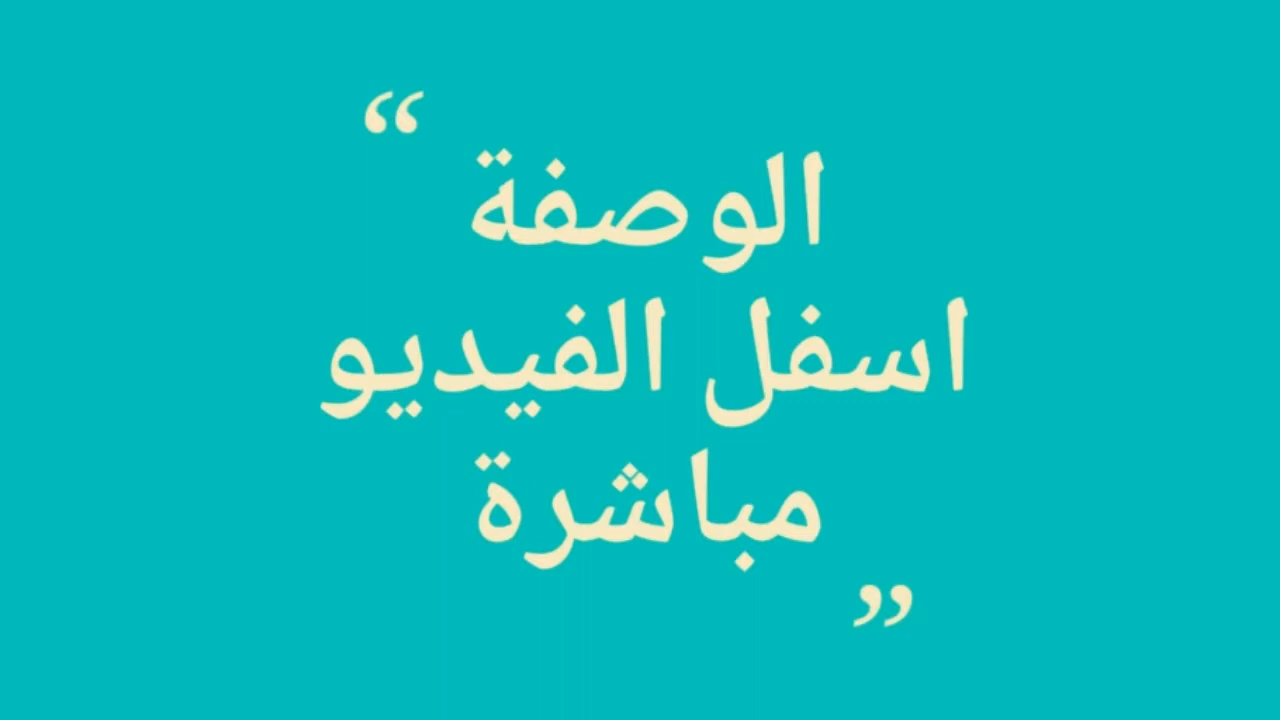 “
الوصفة
اسفل الفيديو
مباشرة
”